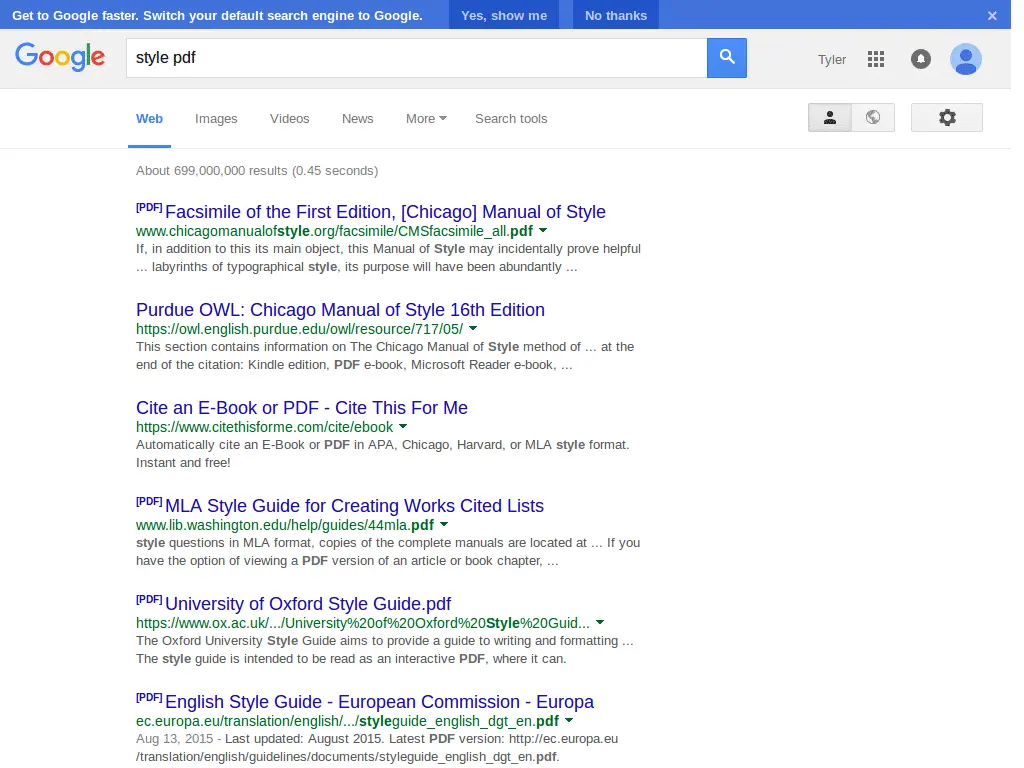 Get to Google faster. Switch your default search engine to Google. Yes, show me No thanks ×
Google style pdf Tyler
Web Images Videos News More Search tools
About 699,000,000 results (0.45 seconds)
[PDF] Facsimile of the First Edition, [Chicago] Manual of Style
www.chicagomanualofstyle.org/facsimile/CMSfacsimile_all.pdf
If, in addition to this its main object, this Manual of Style may incidentally prove helpful
... labyrinths of typographical style, its purpose will have been abundantly ...
Purdue OWL: Chicago Manual of Style 16th Edition
https://owl.english.purdue.edu/owl/resource/717/05/
This section contains information on The Chicago Manual of Style method of ... at the
end of the citation: Kindle edition, PDF e-book, Microsoft Reader e-book, ...
Cite an E-Book or PDF - Cite This For Me
https://www.citethisforme.com/cite/ebook
Automatically cite an E-Book or PDF in APA, Chicago, Harvard, or MLA style format.
Instant and free!
[PDF] MLA Style Guide for Creating Works Cited Lists
www.lib.washington.edu/help/guides/44mla.pdf
style questions in MLA format, copies of the complete manuals are located at ... If you
have the option of viewing a PDF version of an article or book chapter, ...
[PDF] University of Oxford Style Guide.pdf
https://www.ox.ac.uk/.../University%20of%20Oxford%20Style%20Guid...
The Oxford University Style Guide aims to provide a guide to writing and formatting ...
The style guide is intended to be read as an interactive PDF, where it can.
[PDF] English Style Guide - European Commission - Europa
ec.europa.eu/translation/english/.../styleguide_english_dgt_en.pdf
Aug 13, 2015 - Last updated: August 2015. Latest PDF version: http://ec.europa.eu
/translation/english/guidelines/documents/styleguide_english_dgt_en.pdf.